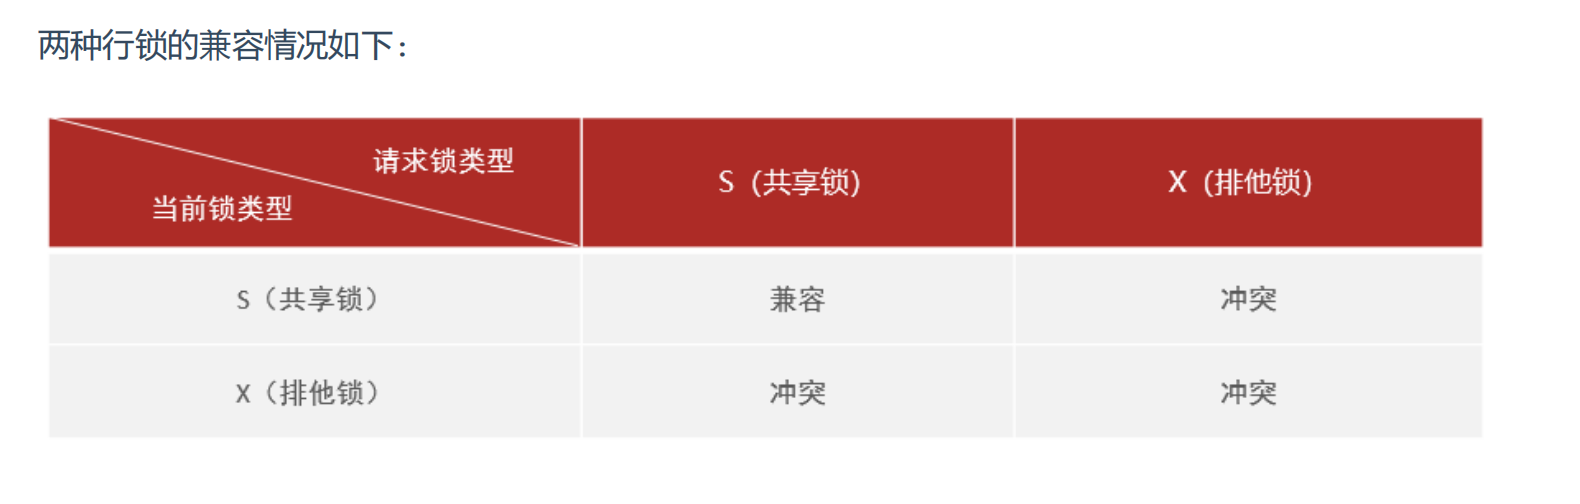 两种行锁的兼容情况如下：
请求锁类型
当前锁类型
S（共享锁）
X（排他锁）
S（共享锁）
兼容
冲突
X（排他锁）
冲突
冲突